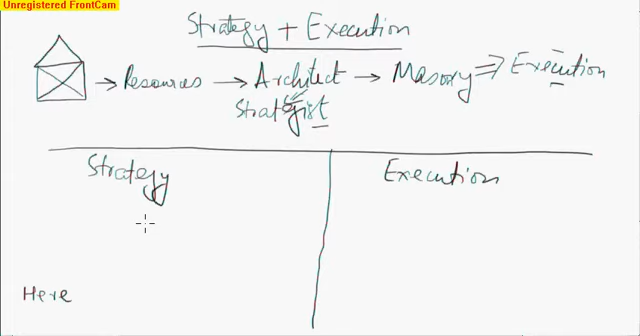 Unregistered FrontCam
Strategy + Execution
→ Resources → Architect → Masonry ⇒ Execution
Strategist
Strategy
Execution
Here